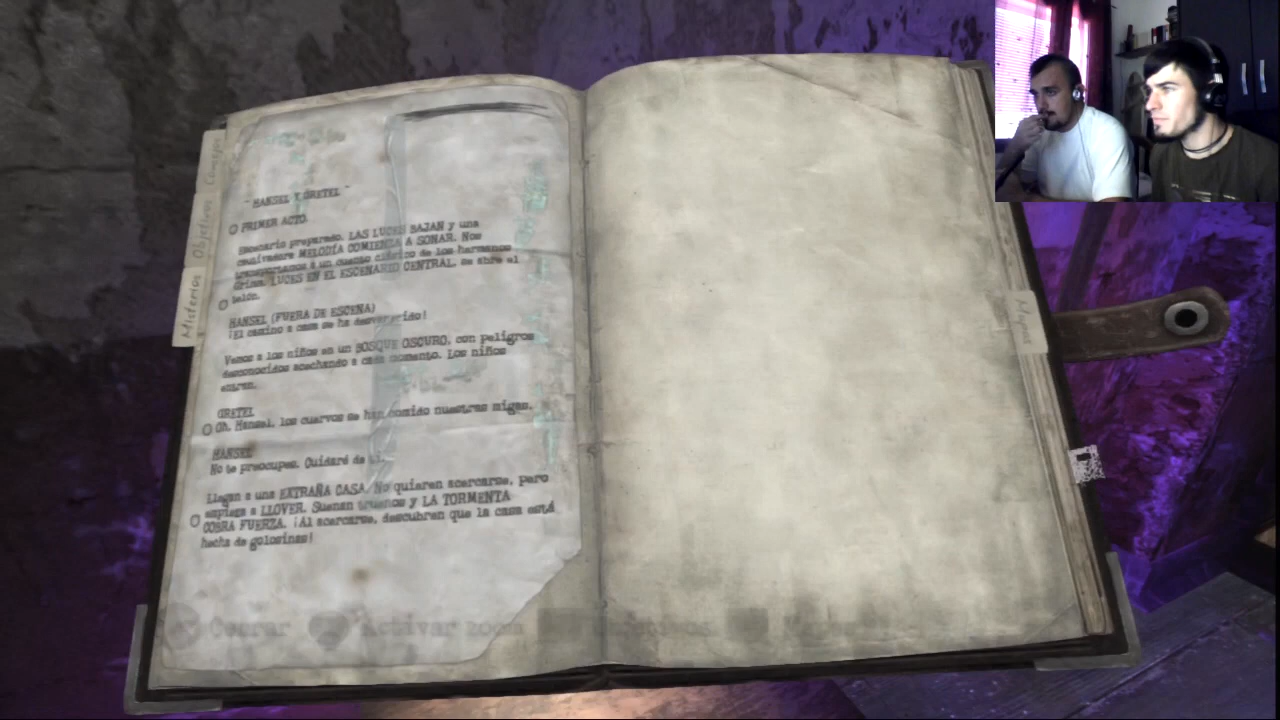 - HANSEL Y GRETEL -
PRIMER ACTO.
Escenario preparado. LAS LUCES BAJAN y una
cautivadora MELODÍA COMIENZA A SONAR. Nos
transportamos a un cuento clásico de los hermanos
Grimm. LUCES EN EL ESCENARIO CENTRAL. Se abre el
telón.
HANSEL (FUERA DE ESCENA)
¡El camino a casa se ha desvanecido!
Vemos a los niños en un BOSQUE OSCURO, con peligros
desconocidos acechando a cada momento. Los niños
entran.
GRETEL
Oh, Hansel, los cuervos se han comido nuestras migas.
HANSEL
No te preocupes. Cuidaré de ti.
Llegan a una EXTRAÑA CASA. No quieren acercarse, pero
empieza a LLOVER. Suenan truenos y LA TORMENTA
COBRA FUERZA. ¡Al acercarse, descubren que la casa está
hecha de golosinas!
Objetivos
Misterios
Cerrar Activar zoom